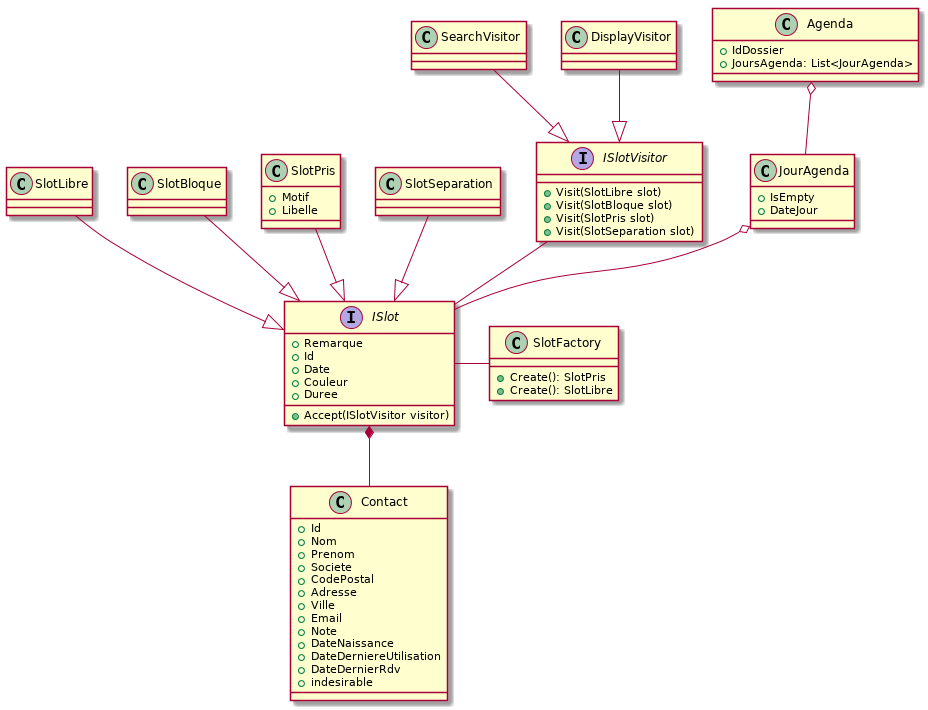 C SearchVisitor
C DisplayVisitor
C Agenda
IdDossier
JoursAgenda: List<JourAgenda>
C SlotLibre
C SlotBloque
C SlotPris
Motif
Libelle
C SlotSeparation
I ISlotVisitor
Visit(SlotLibre slot)
Visit(SlotBloque slot)
Visit(SlotPris slot)
Visit(SlotSeparation slot)
C JourAgenda
IsEmpty
DateJour
I ISlot
Remarque
Id
Date
Couleur
Duree
Accept(ISlotVisitor visitor)
C SlotFactory
Create(): SlotPris
Create(): SlotLibre
C Contact
Id
Nom
Prenom
Societe
CodePostal
Adresse
Ville
Email
Note
DateNaissance
DateDerniereUtilisation
DateDernierRdv
indesirable